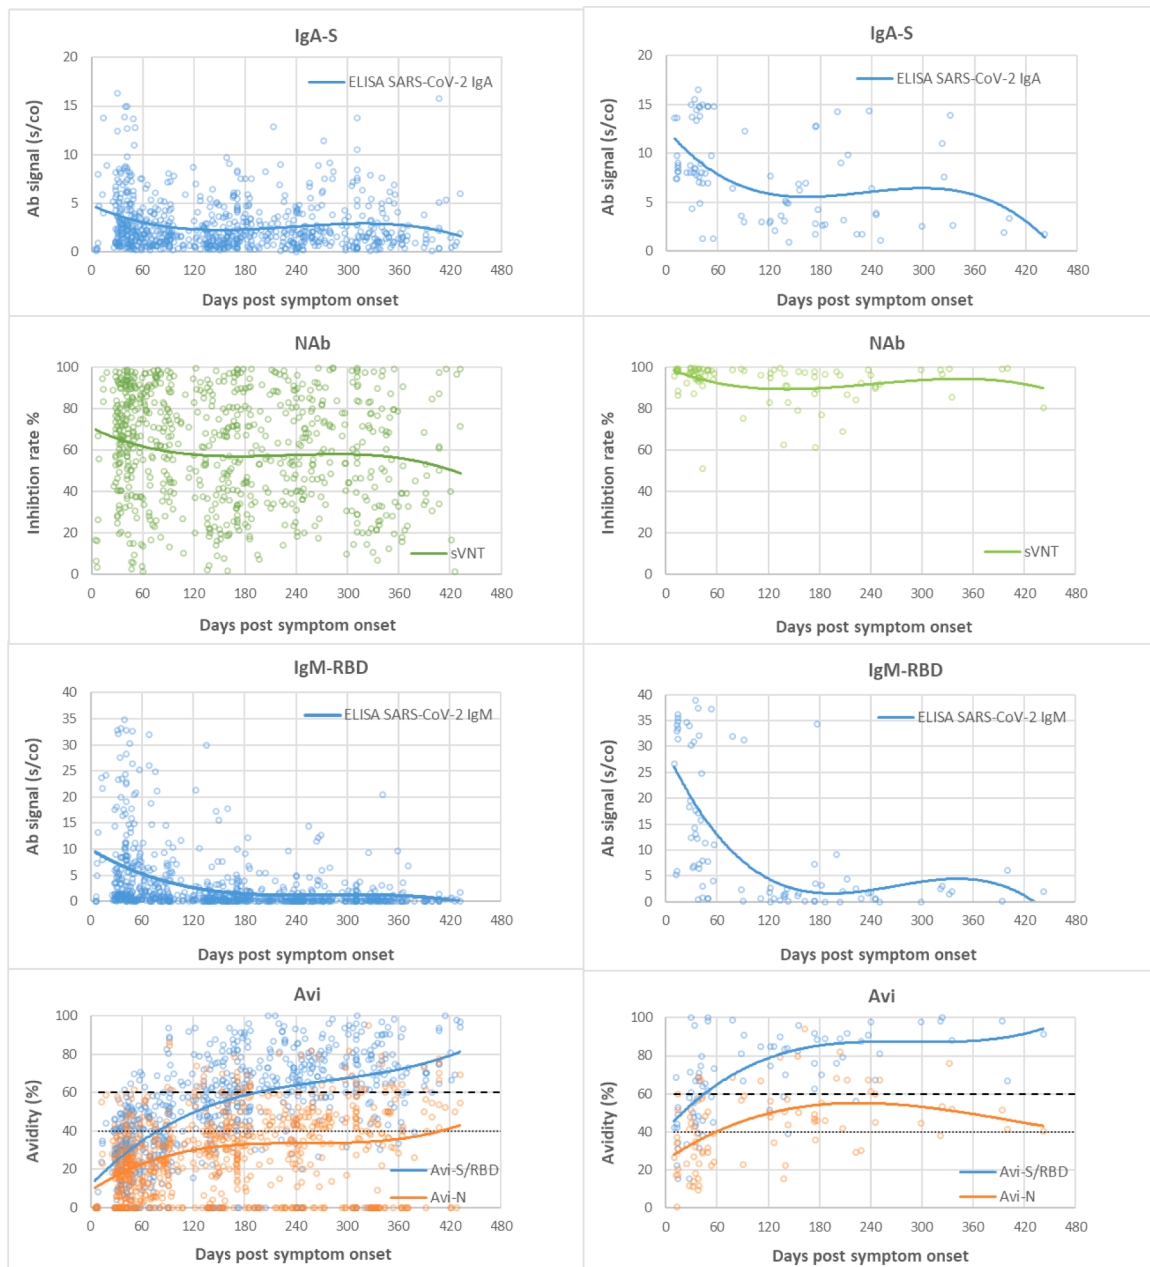 IgA-S
ELISA SARS-CoV-2 IgA
Ab signal (s/co)
20
15
10
5
0
0 60 120 180 240 300 360 420 480
Days post symptom onset
IgA-S
ELISA SARS-CoV-2 IgA
Ab signal (s/co)
20
15
10
5
0
0 60 120 180 240 300 360 420 480
Days post symptom onset
NAb
Inhibtion rate %
100
80
60
40
20
0
sVNT
0 60 120 180 240 300 360 420 480
Days post symptom onset
NAb
Inhibtion rate %
100
80
60
40
20
0
sVNT
0 60 120 180 240 300 360 420 480
Days post symptom onset
IgM-RBD
ELISA SARS-CoV-2 IgM
Ab signal (s/co)
40
35
30
25
20
15
10
5
0
0 60 120 180 240 300 360 420 480
Days post symptom onset
IgM-RBD
ELISA SARS-CoV-2 IgM
Ab signal (s/co)
40
35
30
25
20
15
10
5
0
0 60 120 180 240 300 360 420 480
Days post symptom onset
Avi
Avidity (%)
100
80
60
40
20
0
Avi-S/RBD
Avi-N
0 60 120 180 240 300 360 420 480
Days post symptom onset
Avi
Avidity (%)
100
80
60
40
20
0
Avi-S/RBD
Avi-N
0 60 120 180 240 300 360 420 480
Days post symptom onset